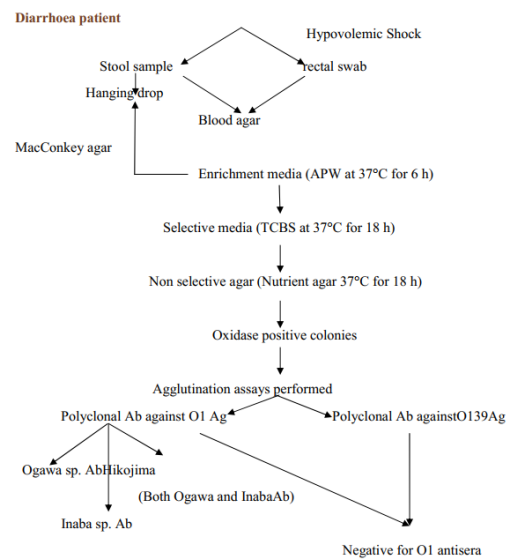 Diarrhoea patient
Hypovolemic Shock
Stool sample
rectal swab
Hanging drop
Blood agar
MacConkey agar
Enrichment media (APW at 37°C for 6 h)
Selective media (TCBS at 37°C for 18 h)
Non selective agar (Nutrient agar 37°C for 18 h)
Oxidase positive colonies
Agglutination assays performed
Polyclonal Ab against O1 Ag
Polyclonal Ab againstO139Ag
Ogawa sp. AbHikojima
(Both Ogawa and InabaAb)
Inaba sp. Ab
Negative for O1 antisera